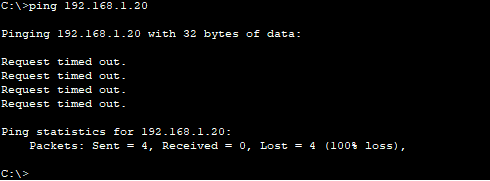 C:\>ping 192.168.1.20
Pinging 192.168.1.20 with 32 bytes of data:
Request timed out.
Request timed out.
Request timed out.
Request timed out.
Ping statistics for 192.168.1.20:
    Packets: Sent = 4, Received = 0, Lost = 4 (100% loss),
C:\>